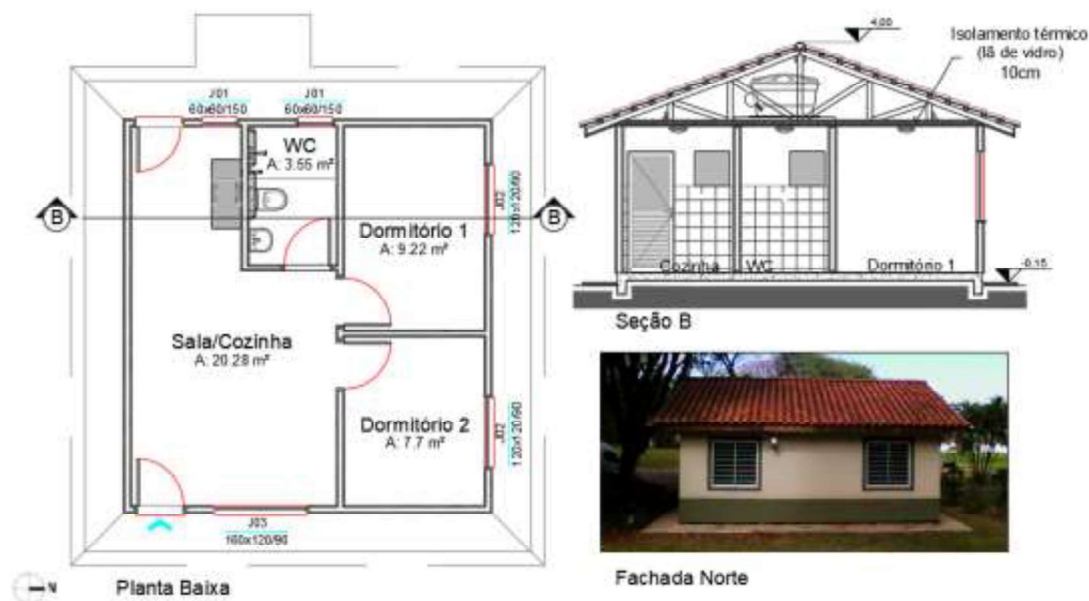 J01
60x60/150
J01
60x60/150
WC
A: 3.55 m²
B
B
Dormitório 1
A: 9.22 m²
J02
120x120/90
Sala/Cozinha
A: 20.28 m²
Dormitório 2
A: 7.7 m²
J02
120x120/90
J03
160x120/90
N
Planta Baixa
4,00
Isolamento térmico
(lã de vidro)
10cm
Cozinha
WC
Dormitório 1
-0,15
Seção B
Fachada Norte